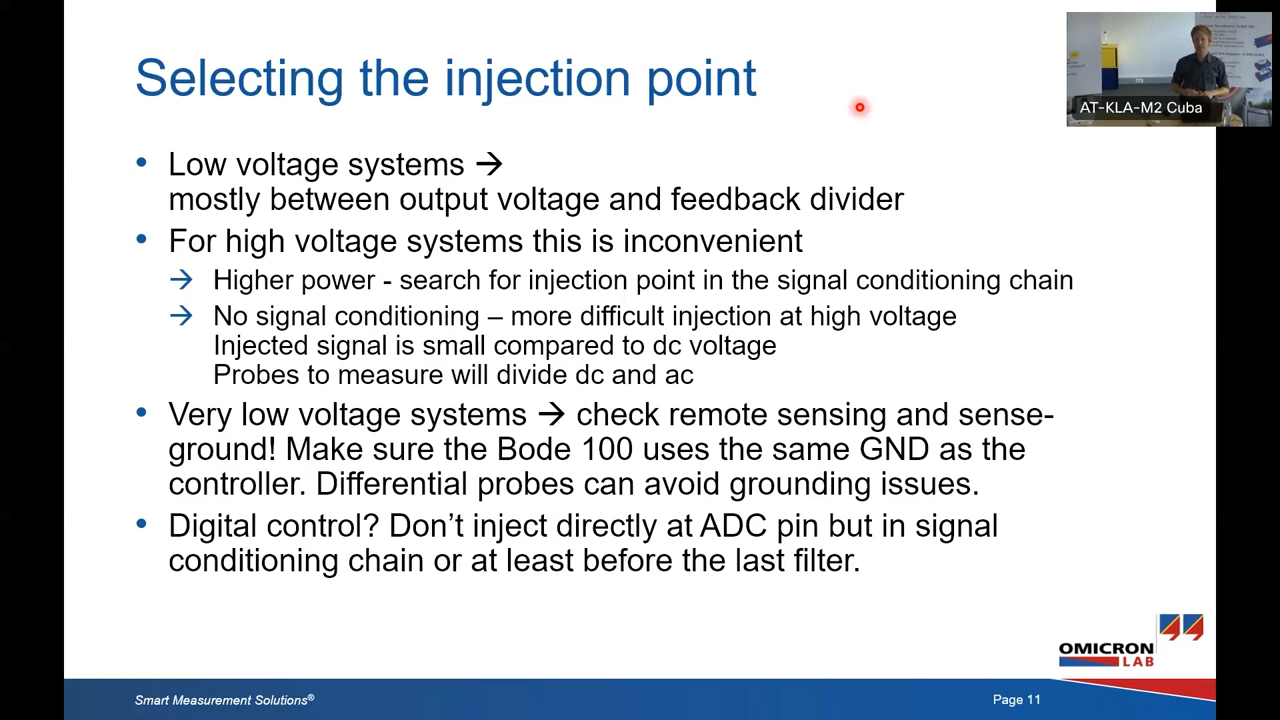 Selecting the injection point
AT-KLA-M2 Cuba
• Low voltage systems →
mostly between output voltage and feedback divider
• For high voltage systems this is inconvenient
→ Higher power - search for injection point in the signal conditioning chain
→ No signal conditioning – more difficult injection at high voltage
Injected signal is small compared to dc voltage
Probes to measure will divide dc and ac
• Very low voltage systems → check remote sensing and sense-
ground! Make sure the Bode 100 uses the same GND as the
controller. Differential probes can avoid grounding issues.
• Digital control? Don’t inject directly at ADC pin but in signal
conditioning chain or at least before the last filter.
OMICRON
LAB
Smart Measurement Solutions®
Page 11